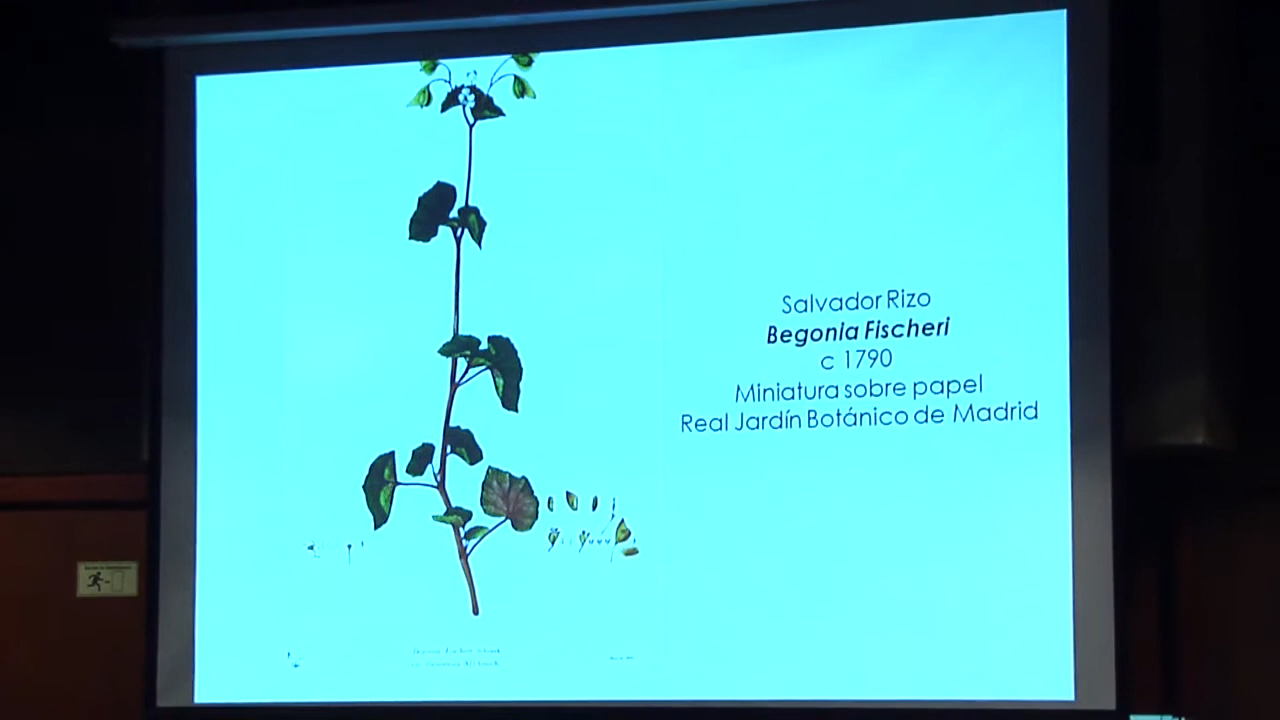 Salvador Rizo
Begonia Fischeri
c 1790
Miniatura sobre papel
Real Jardín Botánico de Madrid